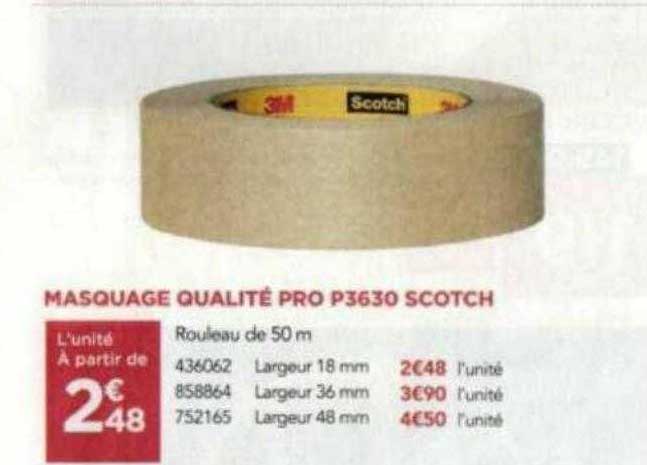 3M Scotch 3M
MASQUAGE QUALITÉ PRO P3630 SCOTCH
L'unité
À partir de
2€48
Rouleau de 50 m
436062 Largeur 18 mm 2€48 l'unité
858864 Largeur 36 mm 3€90 l'unité
752165 Largeur 48 mm 4€50 l'unité